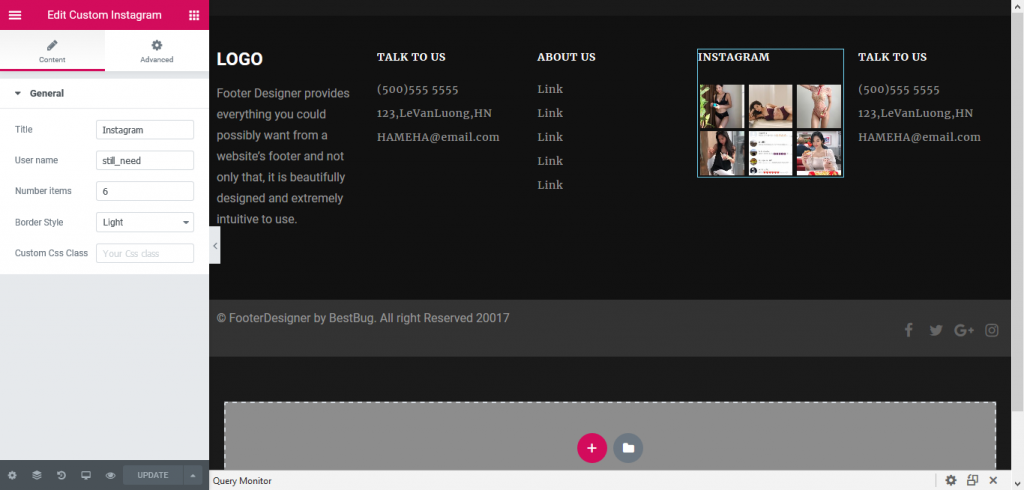 Edit Custom Instagram
Content
Advanced
General
Title
Instagram
User name
still_need
Number items
6
Border Style
Light
Custom Css Class
Your Css class
UPDATE
LOGO
Footer Designer provides
everything you could
possibly want from a
website's footer and not
only that, it is beautifully
designed and extremely
intuitive to use.
TALK TO US
(500)555 5555
123,LeVanLuong,HN
HAMEHA@email.com
ABOUT US
Link
Link
Link
Link
Link
INSTAGRAM
TALK TO US
(500)555 5555
123,LeVanLuong,HN
HAMEHA@email.com
© FooterDesigner by BestBug. All right Reserved 20017
Query Monitor